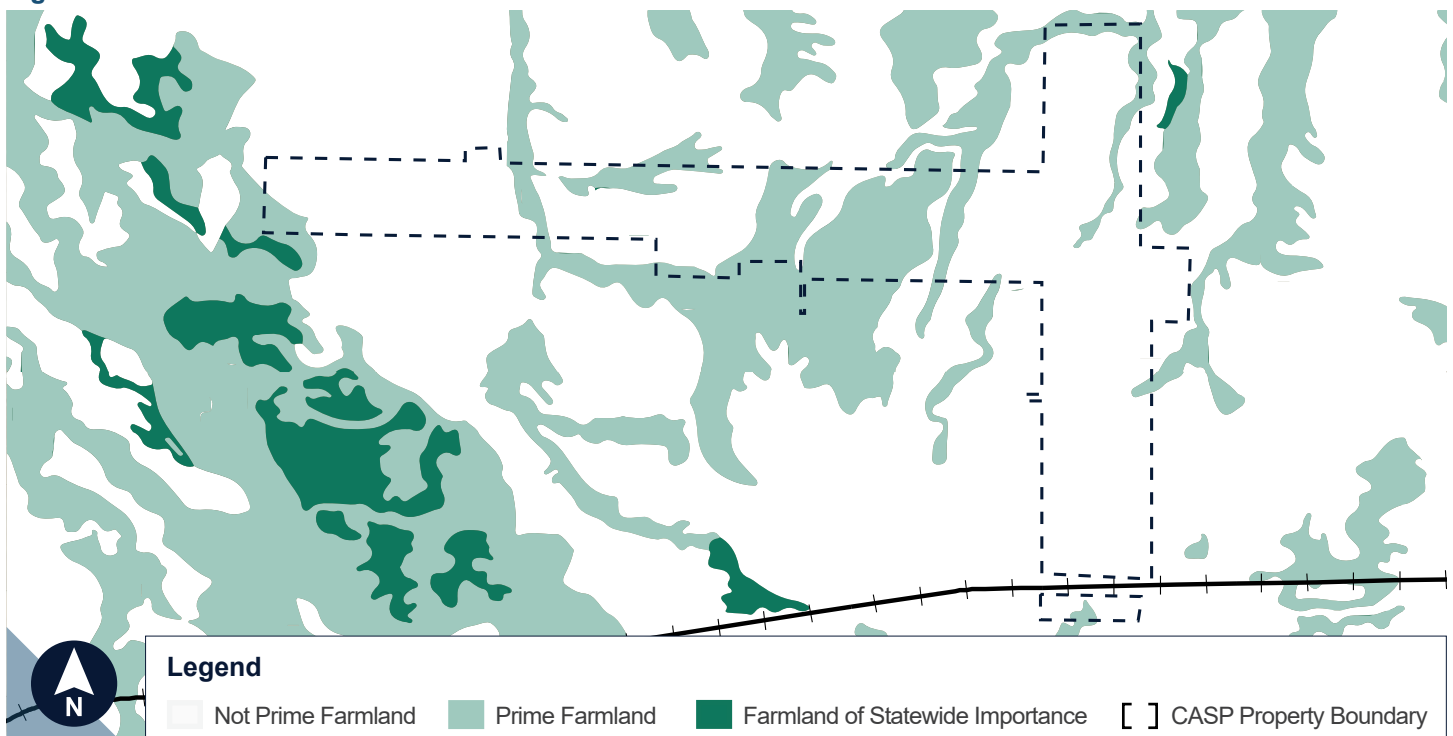 N
Legend
Not Prime Farmland
Prime Farmland
Farmland of Statewide Importance
CASP Property Boundary